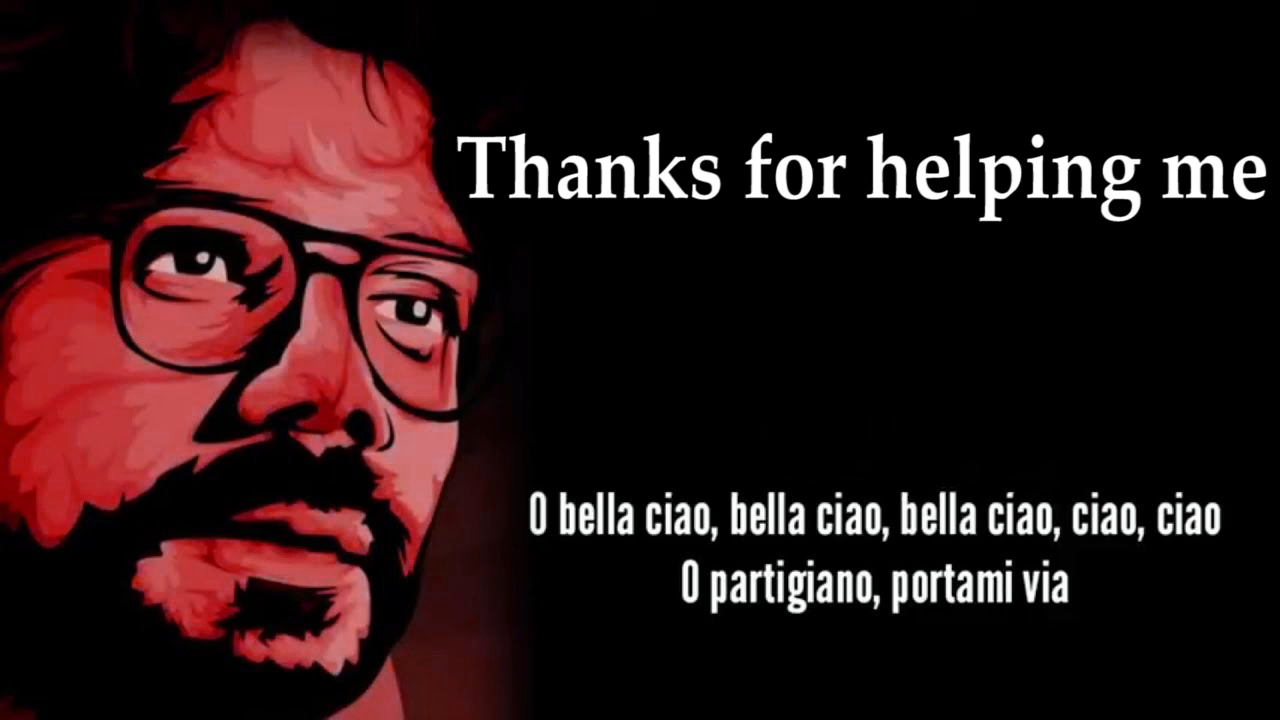 Thanks for helping me
O bella ciao, bella ciao, bella ciao, ciao, ciao
O partigiano, portami via